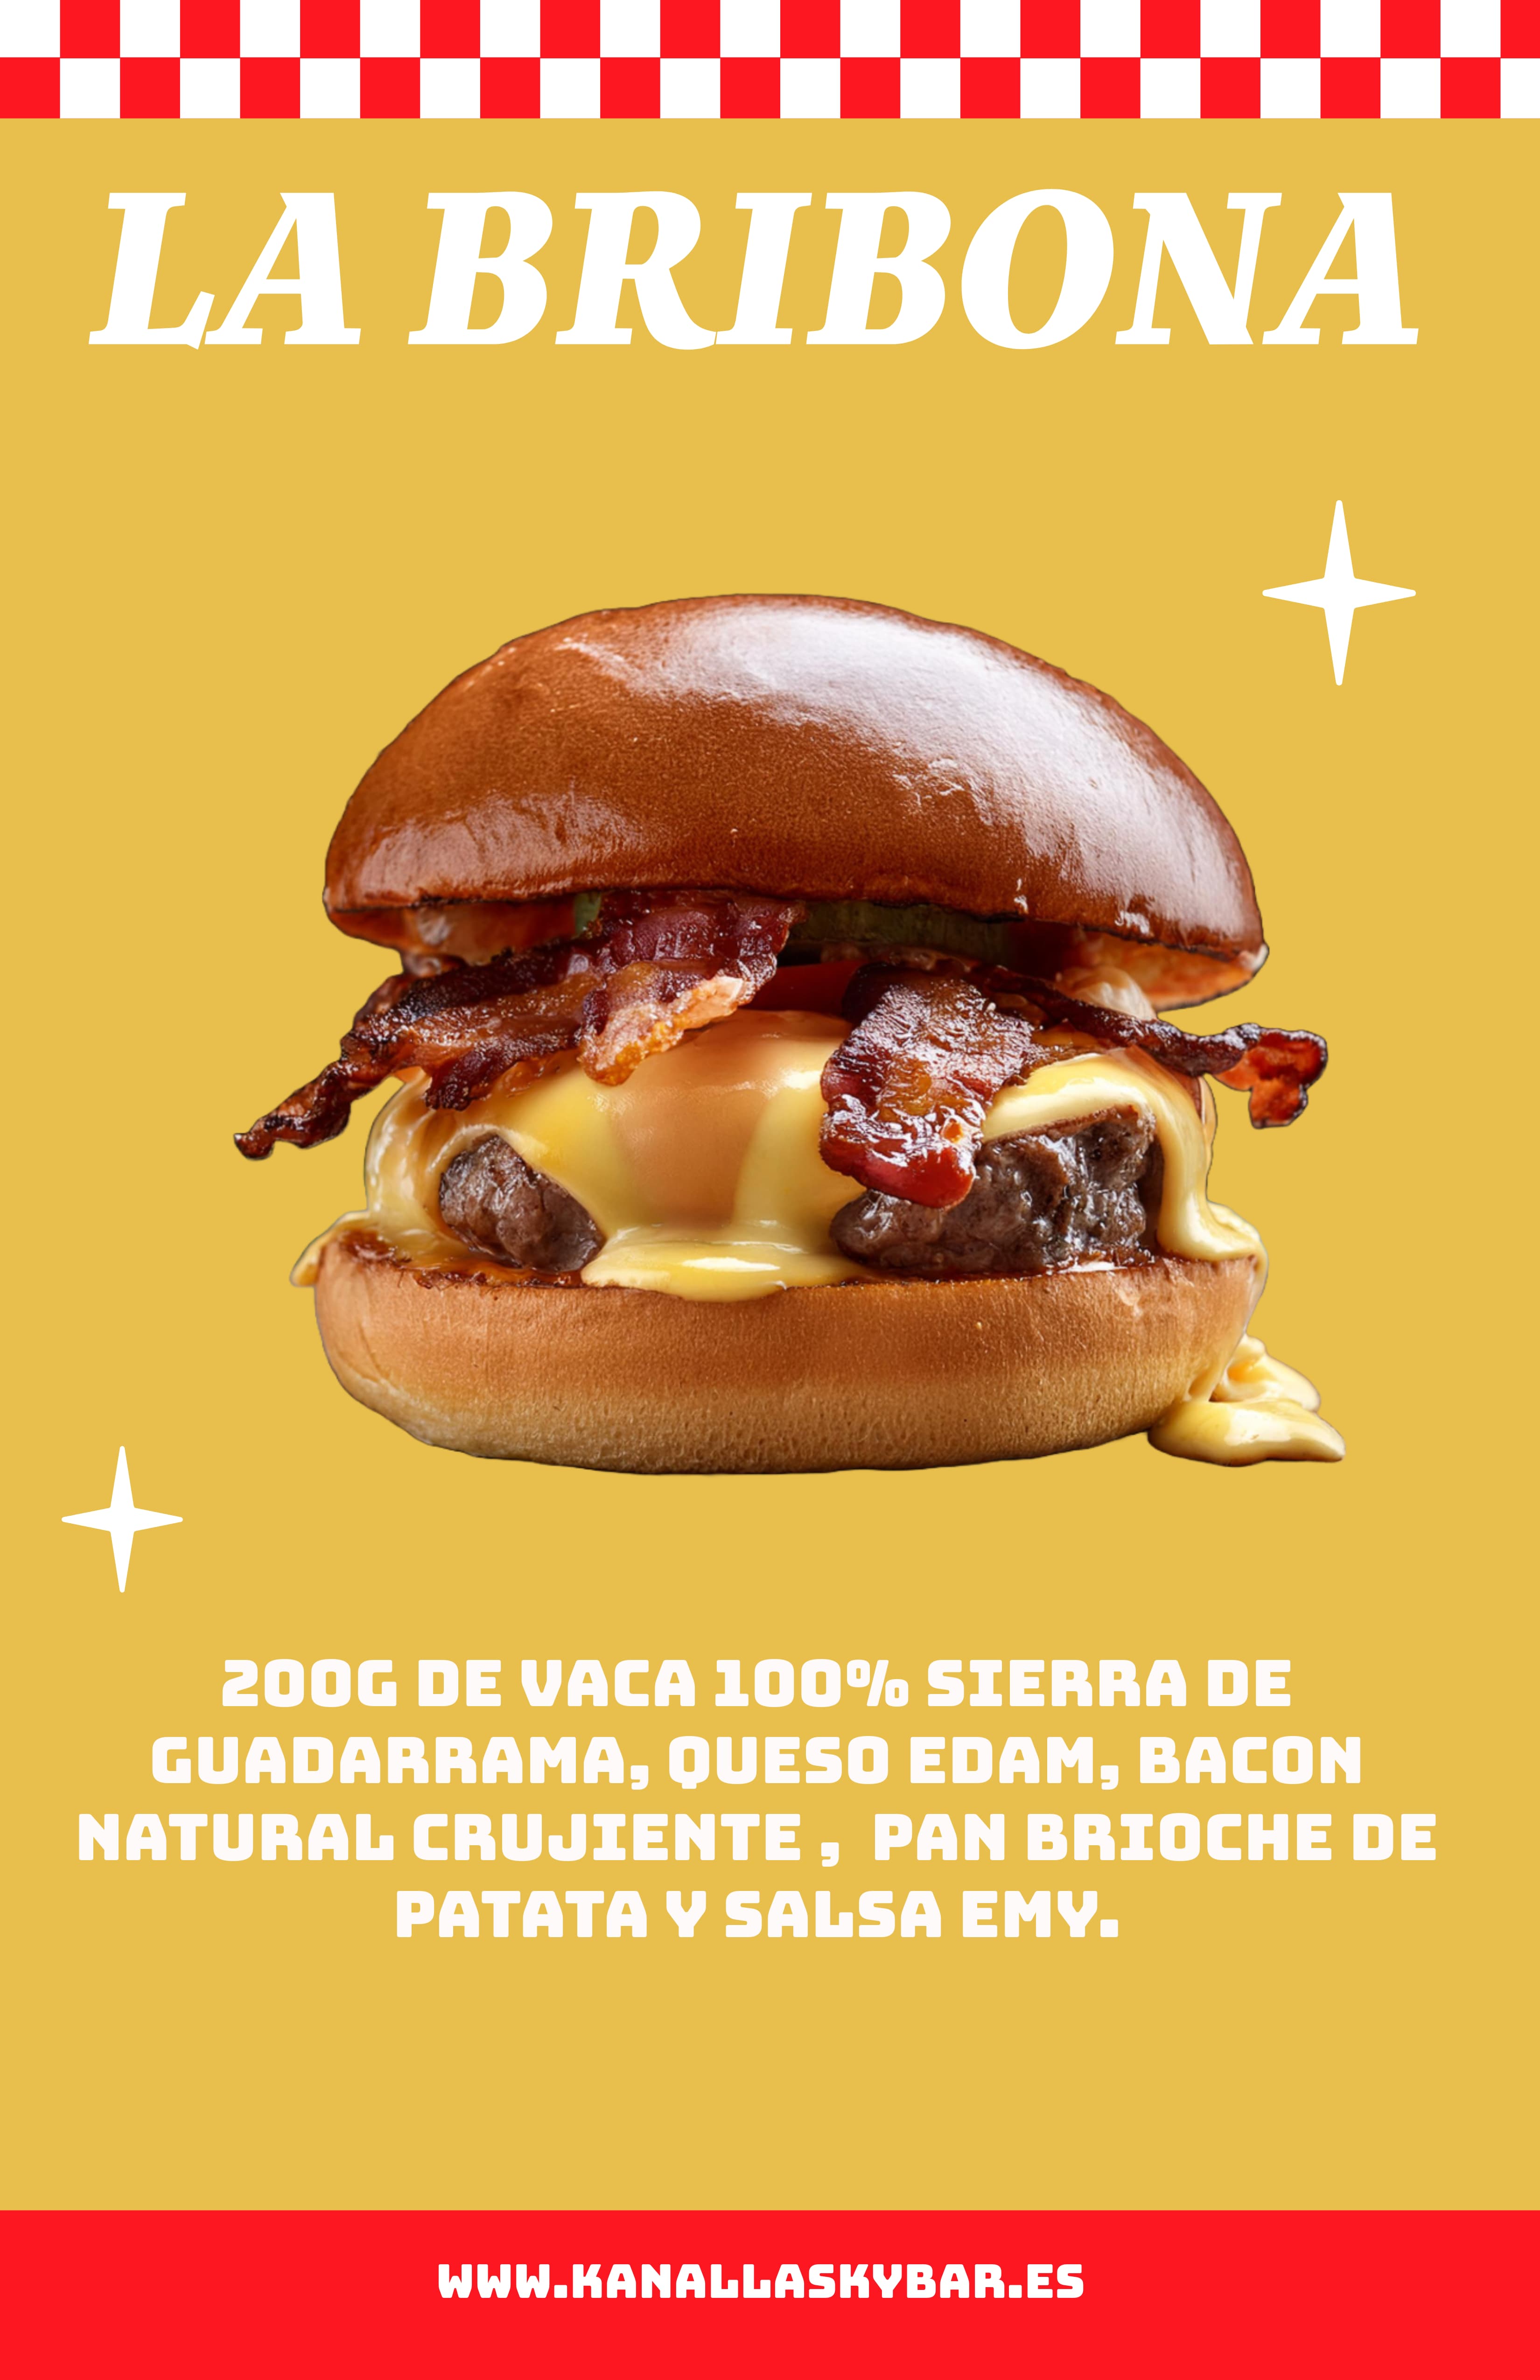 LA BRIBONA
200G DE VACA 100% SIERRA DE
GUADARRAMA, QUESO EDAM, BACON
NATURAL CRUJIENTE , PAN BRIOCHE DE
PATATA Y SALSA EMY.
WWW.KANALLASKYBAR.ES